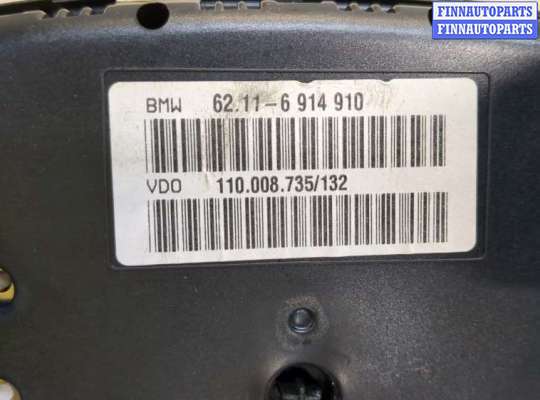 FINNAUTOPARTS
FINNAUTOPARTS
BMW 62.11-6 914 910
VDO 110.008.735/132